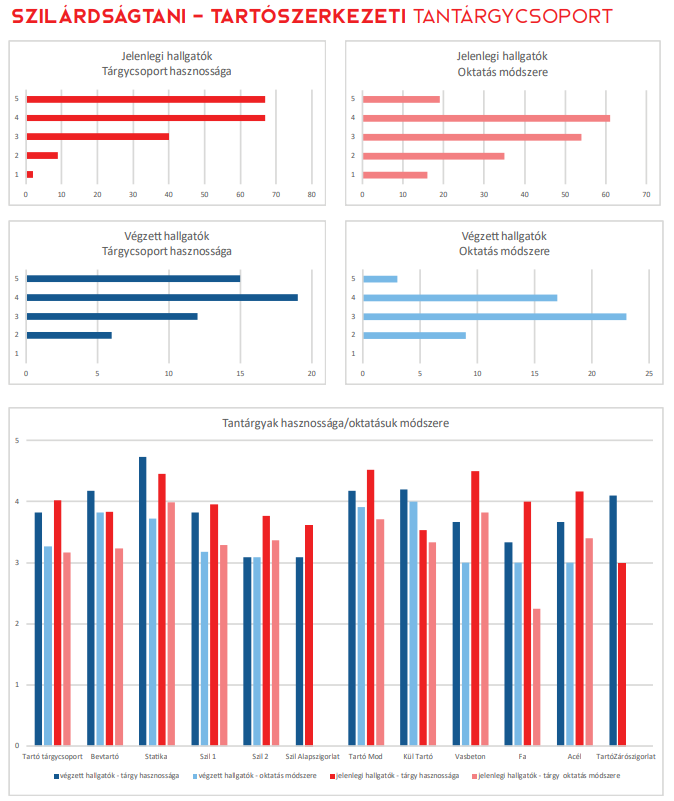 SZILÁRDSÁGTANI – TARTÓSZERKEZETI TANTÁRGYCSOPORT
Jelenlegi hallgatók
Tárgycsoport hasznossága
5
4
3
2
1
0 10 20 30 40 50 60 70 80
Jelenlegi hallgatók
Oktatás módszere
5
4
3
2
1
0 10 20 30 40 50 60 70
Végzett hallgatók
Tárgycsoport hasznossága
5
4
3
2
1
0 5 10 15 20
Végzett hallgatók
Oktatás módszere
5
4
3
2
1
0 5 10 15 20 25
Tantárgyak hasznossága/oktatásuk módszere
5
4
3
2
1
0
Tartó tárgycsoport Bevtartó Statika Szil 1 Szil 2 Szil Alapszigorlat Tartó Mod Kül Tartó Vasbeton Fa Acél TartóZárószigorlat
végzett hallgatók - tárgy hasznossága végzett hallgatók - oktatás módszere jelenlegi hallgatók - tárgy hasznossága jelenlegi hallgatók - tárgy oktatás módszere